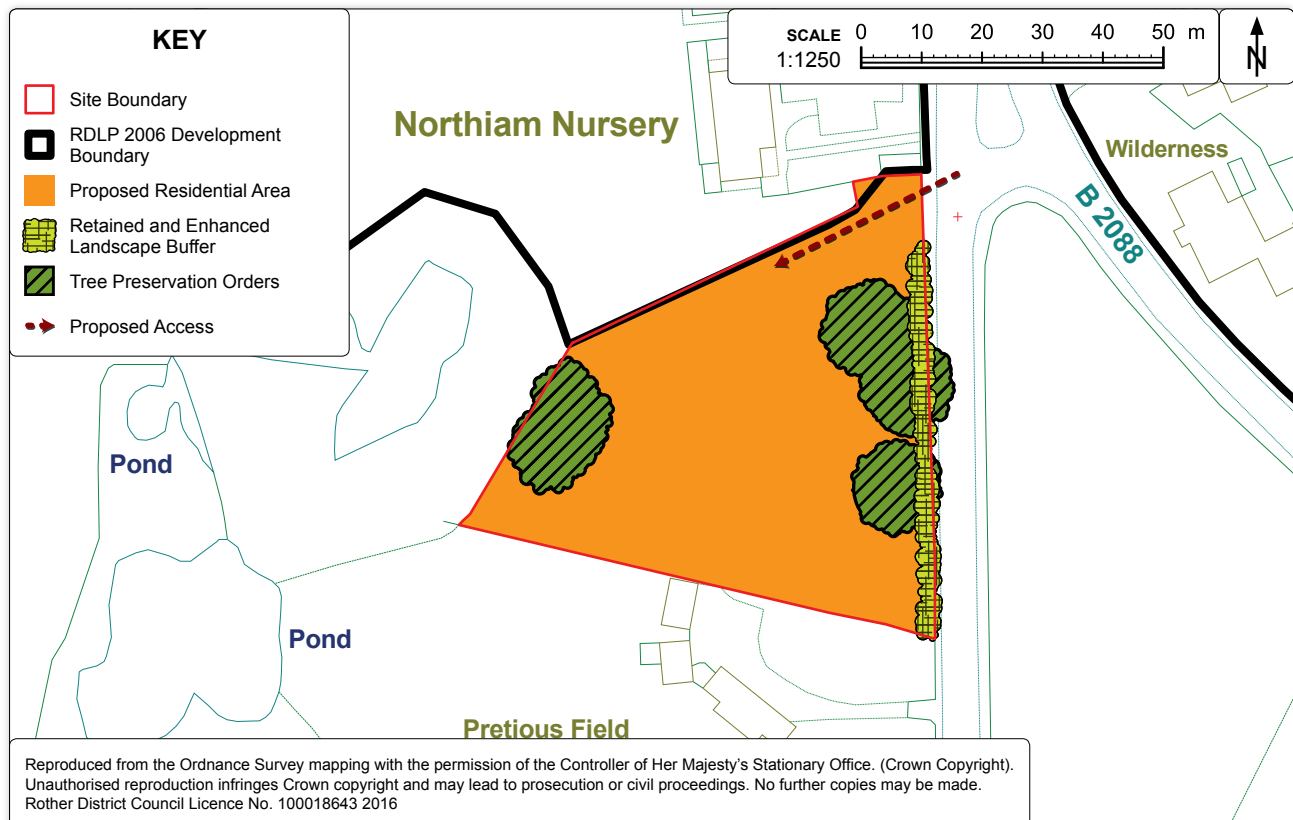 KEY
Site Boundary
RDLP 2006 Development
Boundary
Proposed Residential Area
Retained and Enhanced
Landscape Buffer
Tree Preservation Orders
Proposed Access
SCALE
1:1250
0 10 20 30 40 50 m
N
Northiam Nursery
Wilderness
B 2088
Pond
Pond
Pretious Field
Reproduced from the Ordnance Survey mapping with the permission of the Controller of Her Majesty's Stationary Office. (Crown Copyright).
Unauthorised reproduction infringes Crown copyright and may lead to prosecution or civil proceedings. No further copies may be made.
Rother District Council Licence No. 100018643 2016